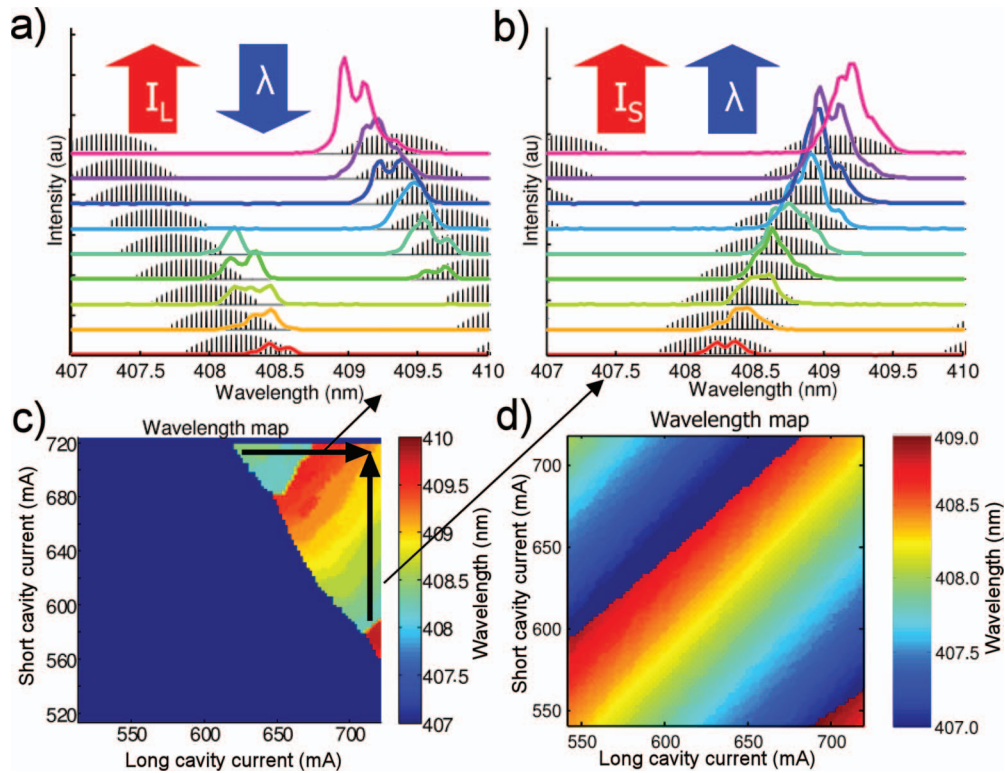 a)
I_L
λ
Intensity (au)
407 407.5 408 408.5 409 409.5 410
Wavelength (nm)
b)
I_S
λ
Intensity (au)
407 407.5 408 408.5 409 409.5 410
Wavelength (nm)
c)
Wavelength map
720
680
640
600
560
520
Short cavity current (mA)
550 600 650 700
Long cavity current (mA)
410
409.5
409
408.5
408
407.5
407
Wavelength (nm)
d)
Wavelength map
700
650
600
550
Short cavity current (mA)
550 600 650 700
Long cavity current (mA)
409.0
408.5
408.0
407.5
407.0
Wavelength (nm)